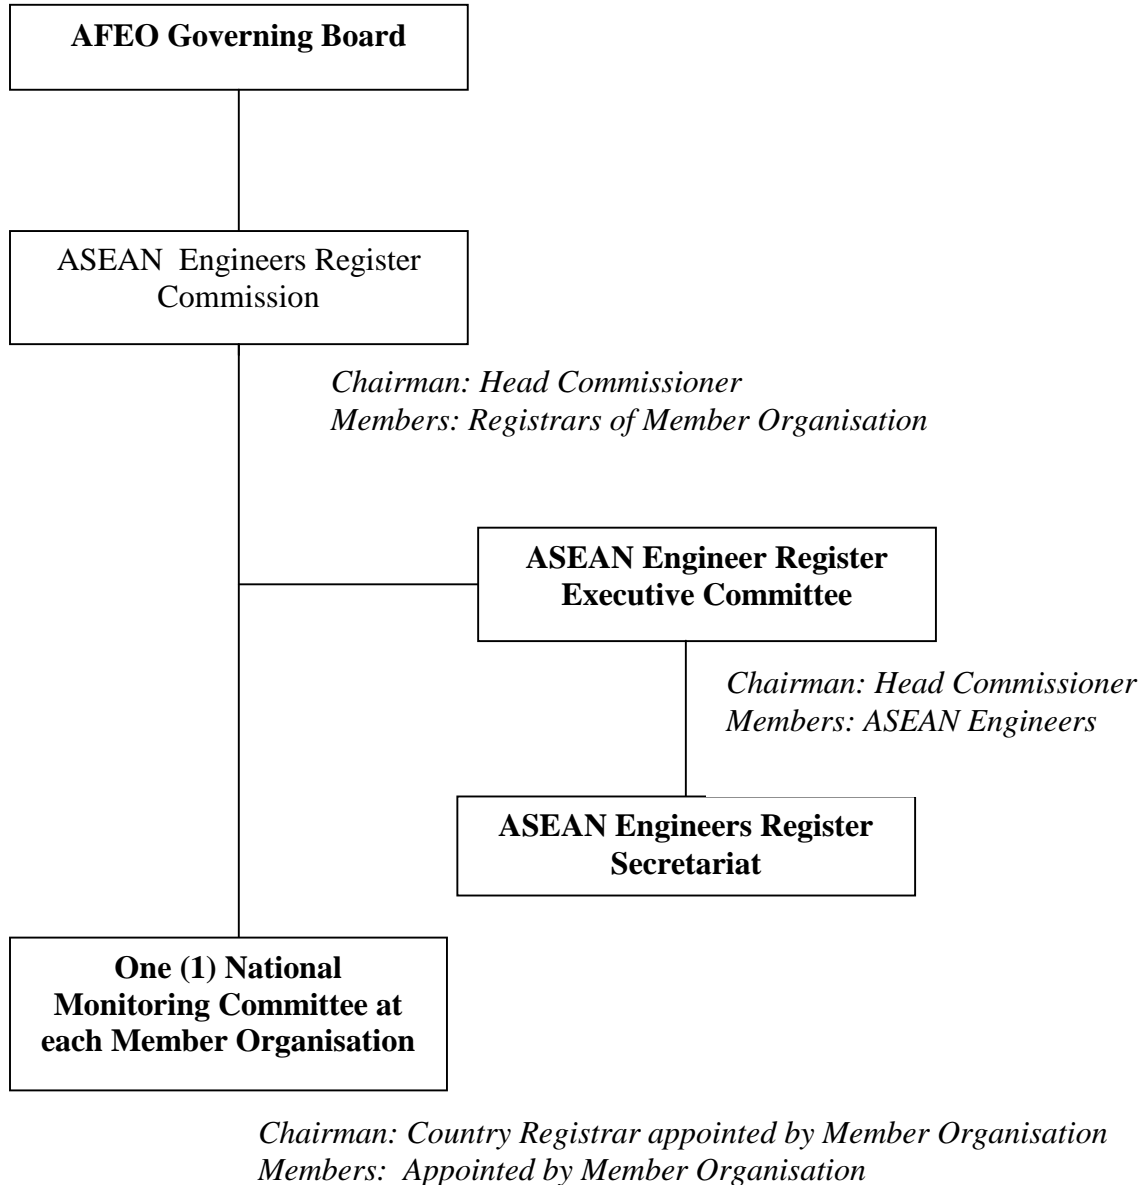 AFEO Governing Board
ASEAN Engineers Register
Commission
Chairman: Head Commissioner
Members: Registrars of Member Organisation
ASEAN Engineer Register
Executive Committee
Chairman: Head Commissioner
Members: ASEAN Engineers
ASEAN Engineers Register
Secretariat
One (1) National
Monitoring Committee at
each Member Organisation
Chairman: Country Registrar appointed by Member Organisation
Members: Appointed by Member Organisation